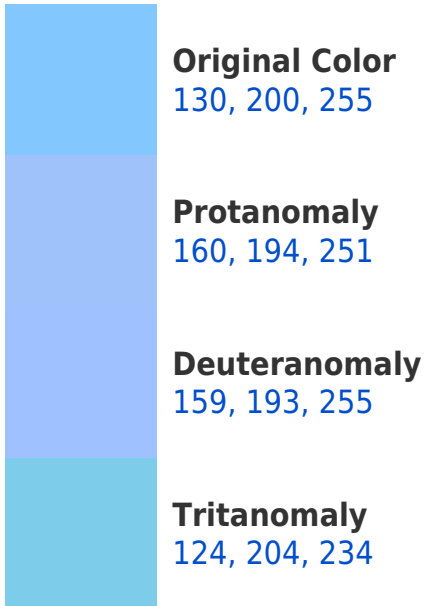 Original Color
130, 200, 255
Protanomaly
160, 194, 251
Deuteranomaly
159, 193, 255
Tritanomaly
124, 204, 234